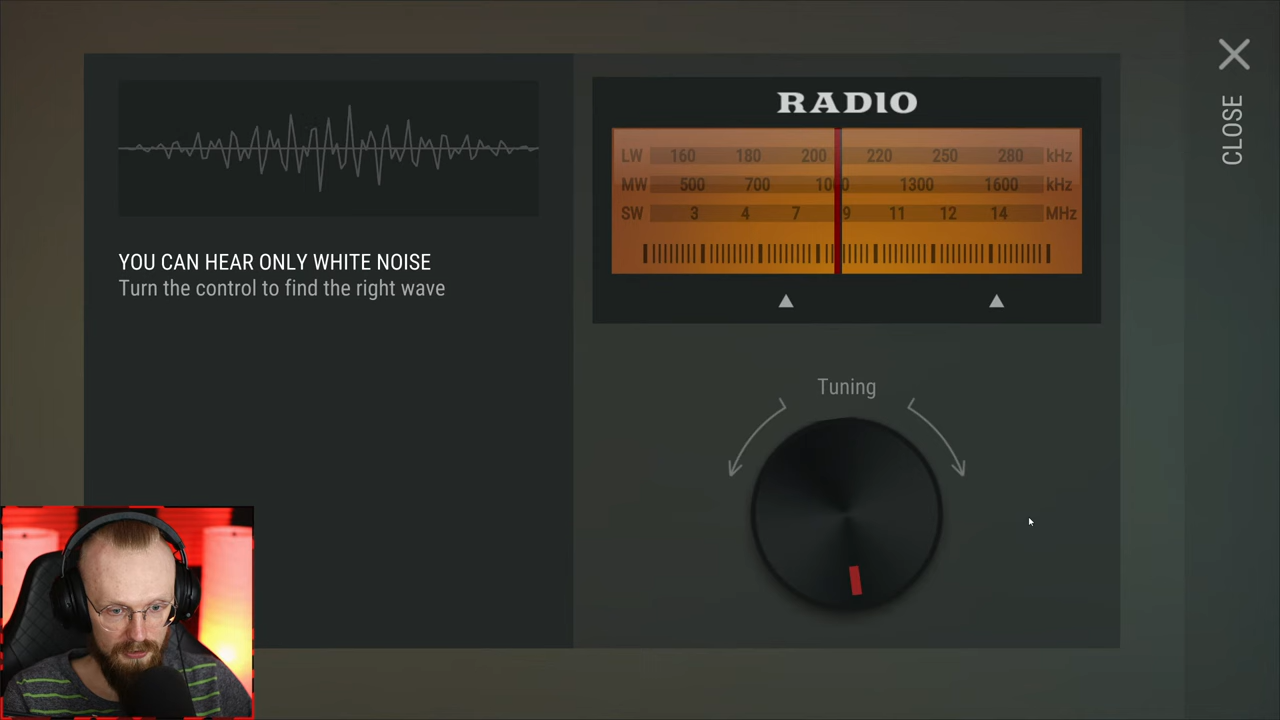 RADIO
LW 160 180 200 220 250 280 kHz
MW 500 700 1300 1600 kHz
SW 3 4 7 9 11 12 14 MHz
YOU CAN HEAR ONLY WHITE NOISE
Turn the control to find the right wave
Tuning
CLOSE